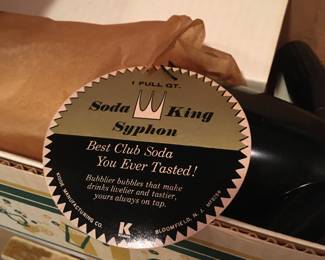 1 FULL QT.
Soda King
Syphon
Best Club Soda
You Ever Tasted!
Bubblier bubbles that make
drinks livelier and tastier,
yours always on tap.
KIDDE MANUFACTURING CO.
K
BLOOMFIELD, N. J.